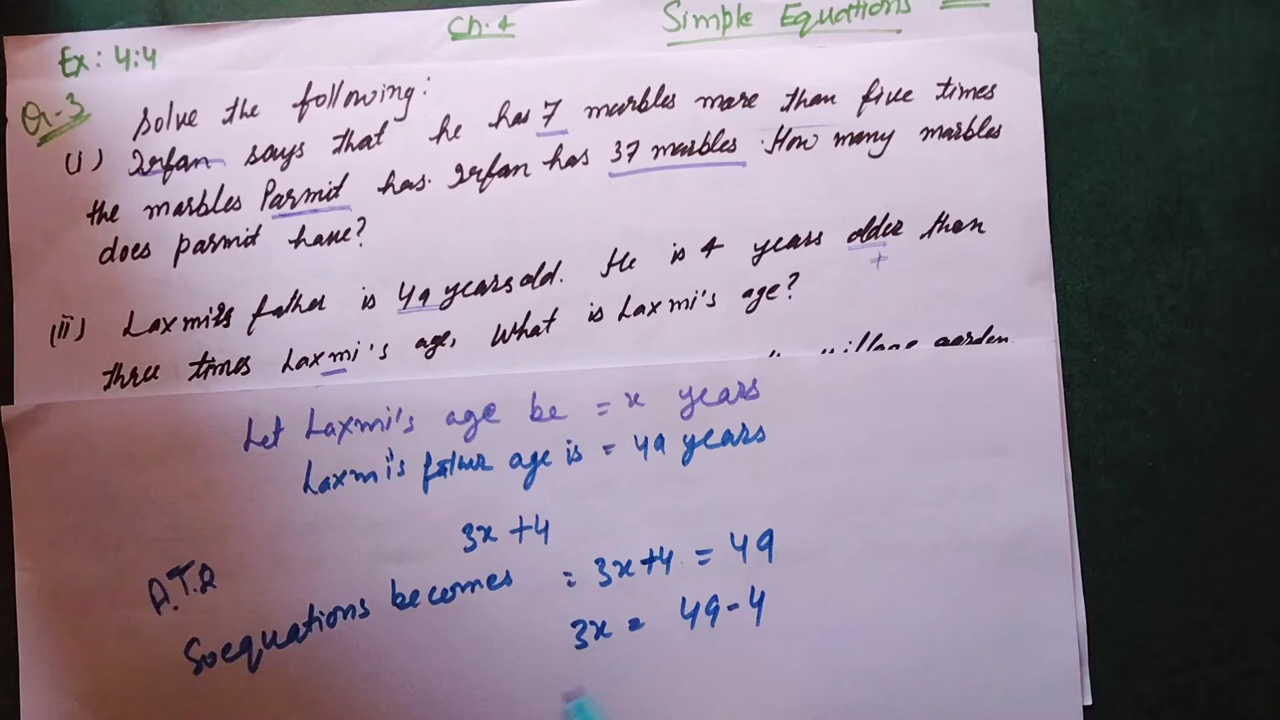 Ch.4 Simple Equations
Ex: 4:4
Q-3 Solve the following:
(i) Irfan says that he has 7 marbles more than five times
the marbles Parmit has. Irfan has 37 marbles. How many marbles
does parmit have?
(ii) Laxmi's father is 49 years old. He is 4 years older than
+
three times Laxmi's age. What is Laxmi's age?
village garden
Let Laxmi's age be = x years
Laxmi's father age is = 49 years
3x + 4
A.T.Q
So equations becomes = 3x+4 = 49
3x = 49-4